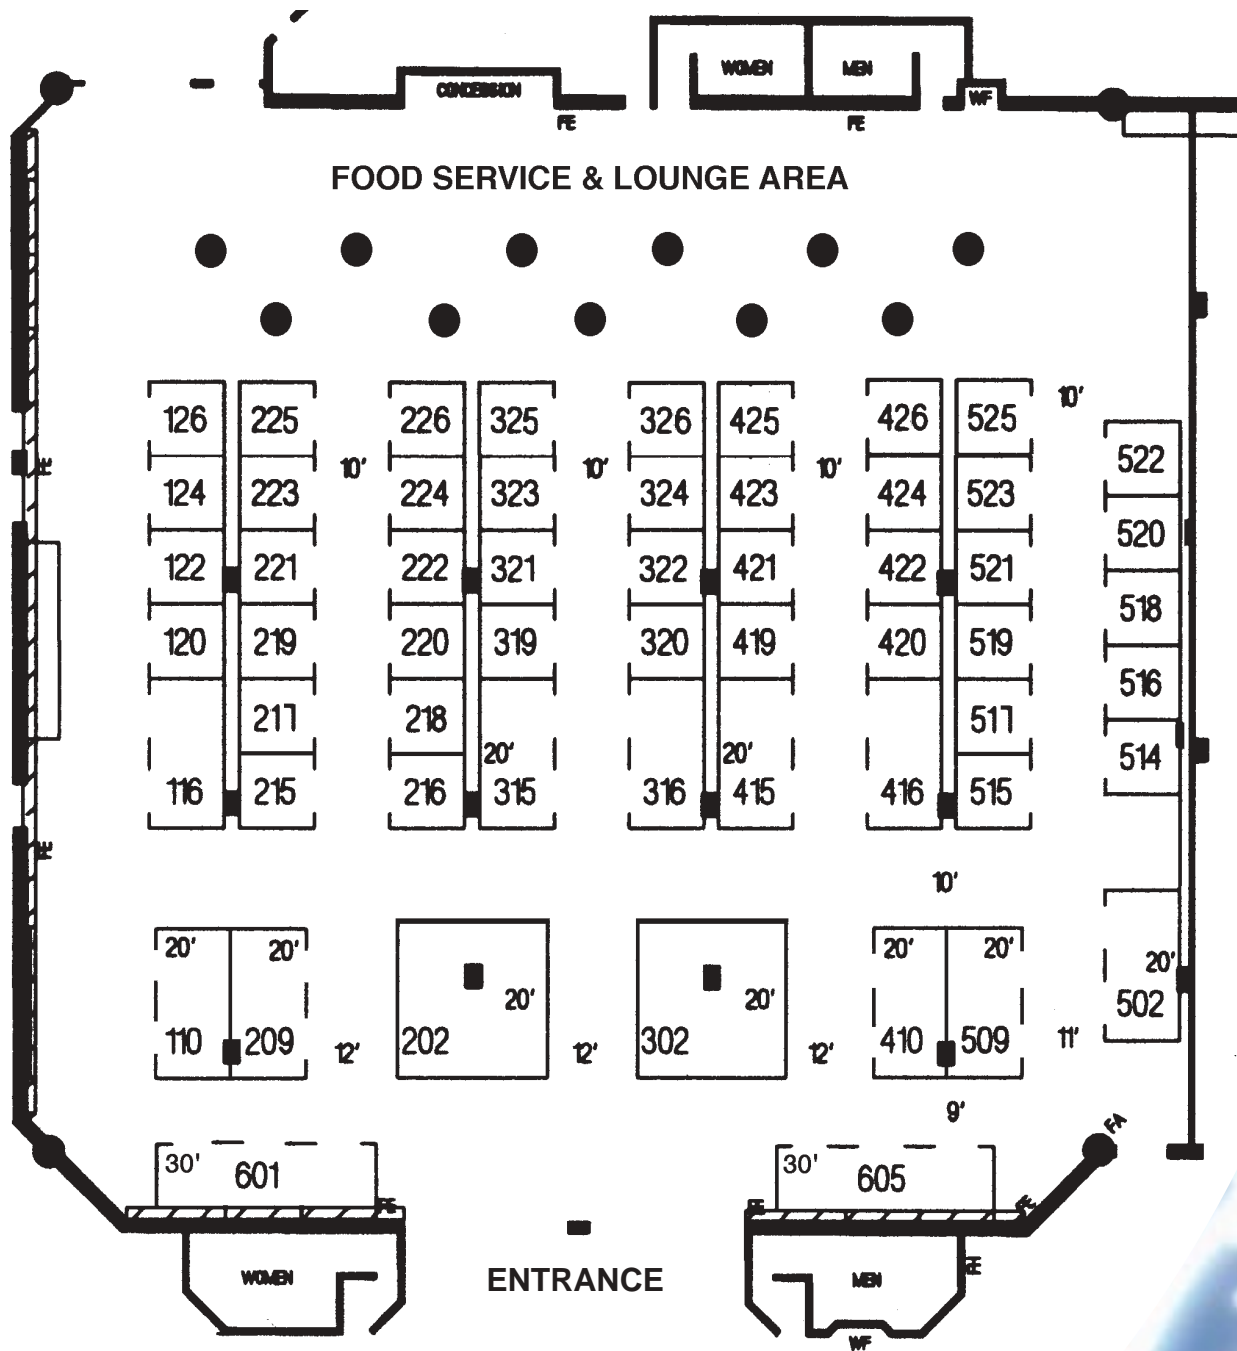 WOMEN MEN
CONCESSION WF
FE FE
FOOD SERVICE & LOUNGE AREA
126 225 226 325 326 425 426 525 10'
10' 10' 10' 522
FE
124 223 224 323 324 423 424 523
520
122 221 222 321 322 421 422 521
518
120 219 220 319 320 419 420 519
516
217 218 517
20' 20' 514
116 215 216 315 316 415 416 515
FE
10'
20' 20' 20' 20'
20'
20' 20' 502
110 209 202 302 410 509 11'
12' 12' 12'
9' FA
30' 601 30' 605
FE FE FE
ENTRANCE
WOMEN MEN FH
WF